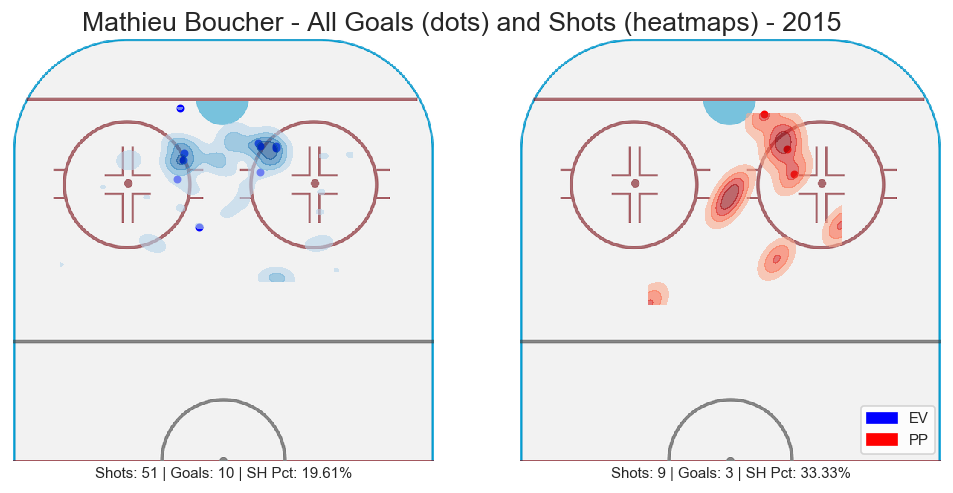 Mathieu Boucher - All Goals (dots) and Shots (heatmaps) - 2015
EV
PP
Shots: 51 | Goals: 10 | SH Pct: 19.61%
Shots: 9 | Goals: 3 | SH Pct: 33.33%